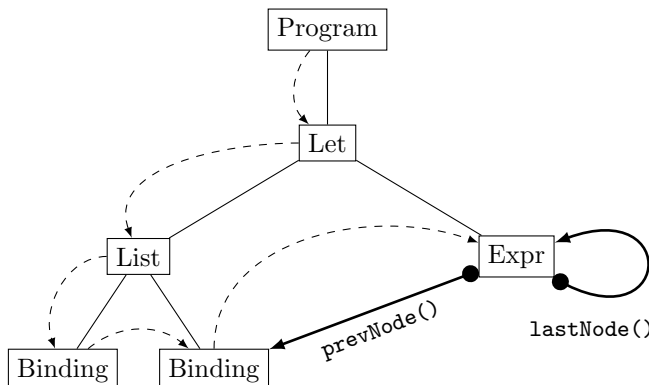 Program
Let
List
Expr
prevNode()
lastNode()
Binding
Binding